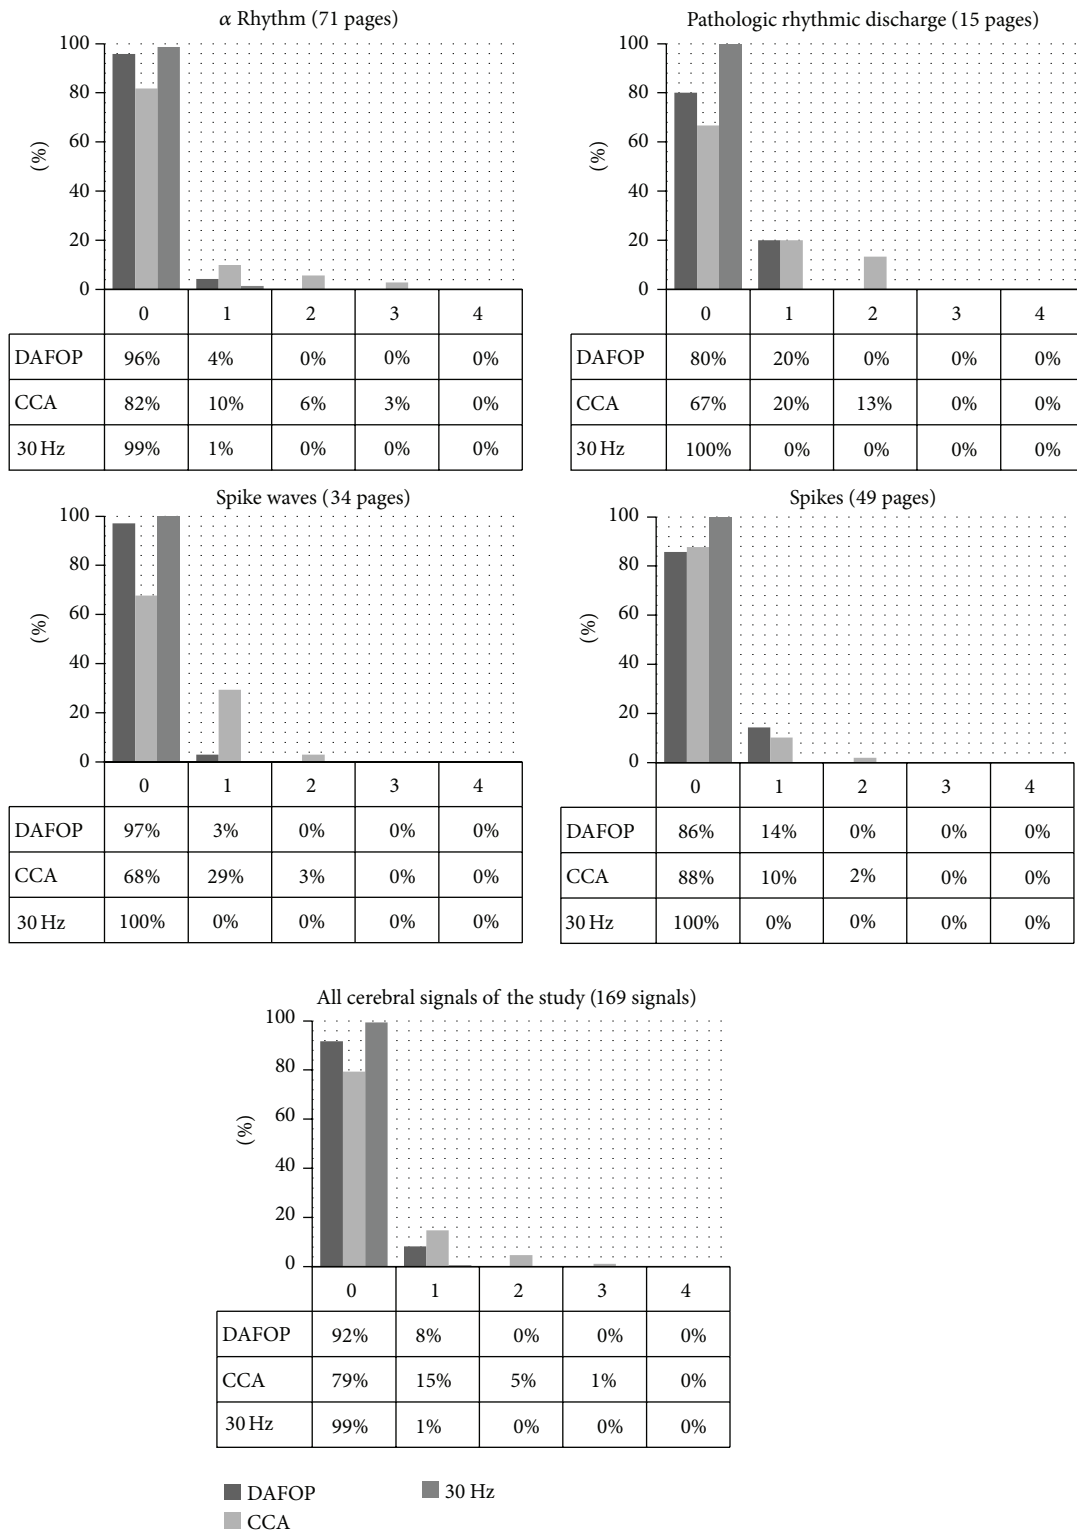 α Rhythm (71 pages)
100
80
60
40
20
0
(%)
0 1 2 3 4
DAFOP 96% 4% 0% 0% 0%
CCA 82% 10% 6% 3% 0%
30 Hz 99% 1% 0% 0% 0%
Pathologic rhythmic discharge (15 pages)
100
80
60
40
20
0
(%)
0 1 2 3 4
DAFOP 80% 20% 0% 0% 0%
CCA 67% 20% 13% 0% 0%
30 Hz 100% 0% 0% 0% 0%
Spike waves (34 pages)
100
80
60
40
20
0
(%)
0 1 2 3 4
DAFOP 97% 3% 0% 0% 0%
CCA 68% 29% 3% 0% 0%
30 Hz 100% 0% 0% 0% 0%
Spikes (49 pages)
100
80
60
40
20
0
(%)
0 1 2 3 4
DAFOP 86% 14% 0% 0% 0%
CCA 88% 10% 2% 0% 0%
30 Hz 100% 0% 0% 0% 0%
All cerebral signals of the study (169 signals)
100
80
60
40
20
0
(%)
0 1 2 3 4
DAFOP 92% 8% 0% 0% 0%
CCA 79% 15% 5% 1% 0%
30 Hz 99% 1% 0% 0% 0%
DAFOP
CCA
30 Hz